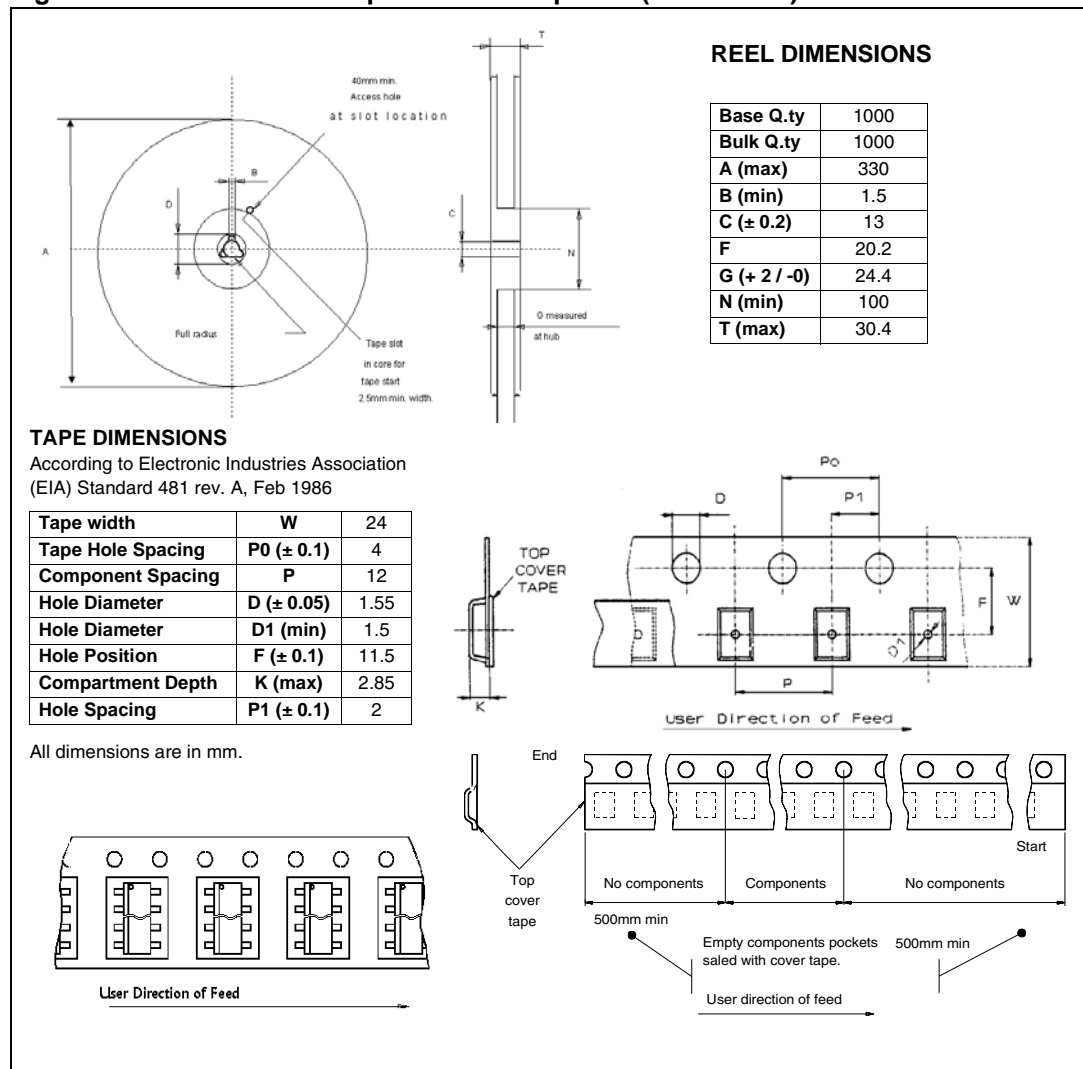 T
REEL DIMENSIONS
40mm min.
Access hole
at slot location
B
D
C
A
N
Full radius
Tape slot
in core for
tape start
2.5mm min. width.
G measured
at hub
Base Q.ty 1000
Bulk Q.ty 1000
A (max) 330
B (min) 1.5
C (± 0.2) 13
F 20.2
G (+ 2 / -0) 24.4
N (min) 100
T (max) 30.4
TAPE DIMENSIONS
According to Electronic Industries Association
(EIA) Standard 481 rev. A, Feb 1986
Tape width W 24
Tape Hole Spacing P0 (± 0.1) 4
Component Spacing P 12
Hole Diameter D (± 0.05) 1.55
Hole Diameter D1 (min) 1.5
Hole Position F (± 0.1) 11.5
Compartment Depth K (max) 2.85
Hole Spacing P1 (± 0.1) 2
All dimensions are in mm.
Po
D
P1
TOP
COVER
TAPE
F
W
D1
P
K
User Direction of Feed
End
Start
Top
cover
tape
No components
Components
No components
500mm min
Empty components pockets
saled with cover tape.
500mm min
User direction of feed
User Direction of Feed